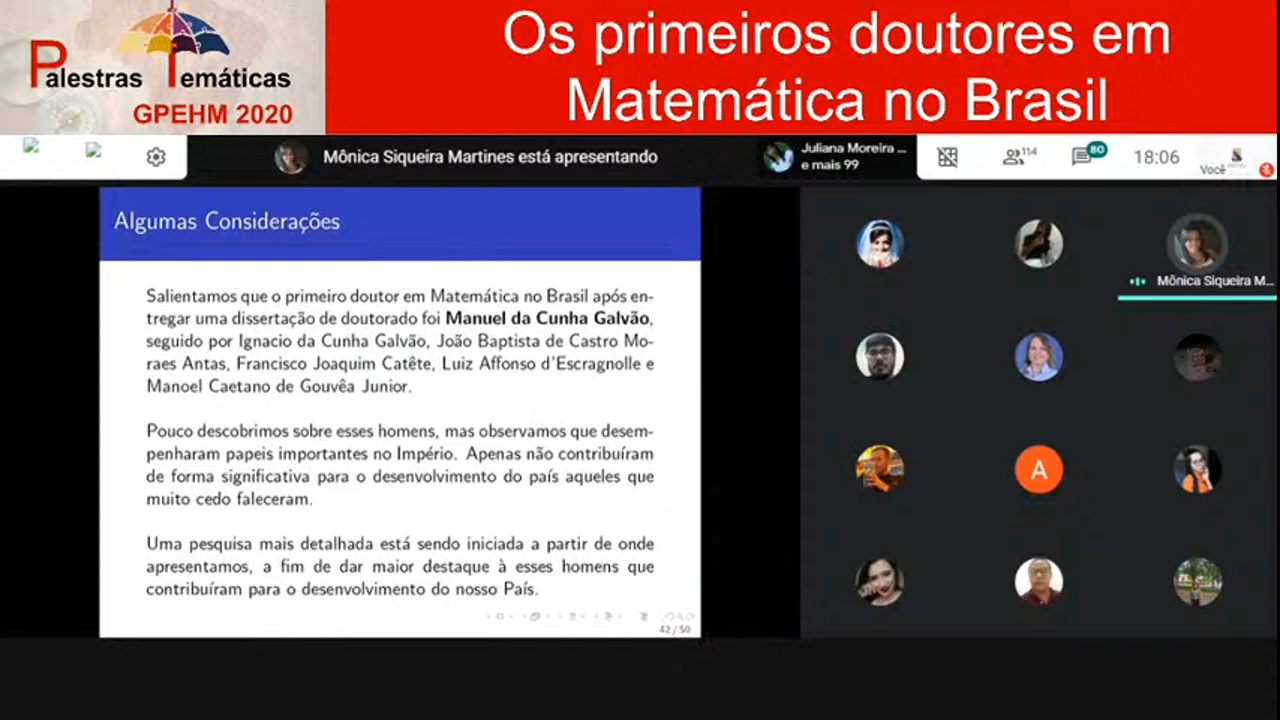 Palestras Temáticas
GPEHM 2020
Os primeiros doutores em
Matemática no Brasil
Mônica Siqueira Martines está apresentando
Juliana Moreira ...
e mais 99
114
80
18:06
Você
Algumas Considerações
Salientamos que o primeiro doutor em Matemática no Brasil após en-
tregar uma dissertação de doutorado foi Manuel da Cunha Galvão,
seguido por Ignacio da Cunha Galvão, João Baptista de Castro Mo-
raes Antas, Francisco Joaquim Catête, Luiz Affonso d'Escragnolle e
Manoel Caetano de Gouvêa Junior.
Pouco descobrimos sobre esses homens, mas observamos que desem-
penharam papeis importantes no Império. Apenas não contribuíram
de forma significativa para o desenvolvimento do país aqueles que
muito cedo faleceram.
Uma pesquisa mais detalhada está sendo iniciada a partir de onde
apresentamos, a fim de dar maior destaque à esses homens que
contribuíram para o desenvolvimento do nosso País.
42 / 50
Mônica Siqueira M...
A